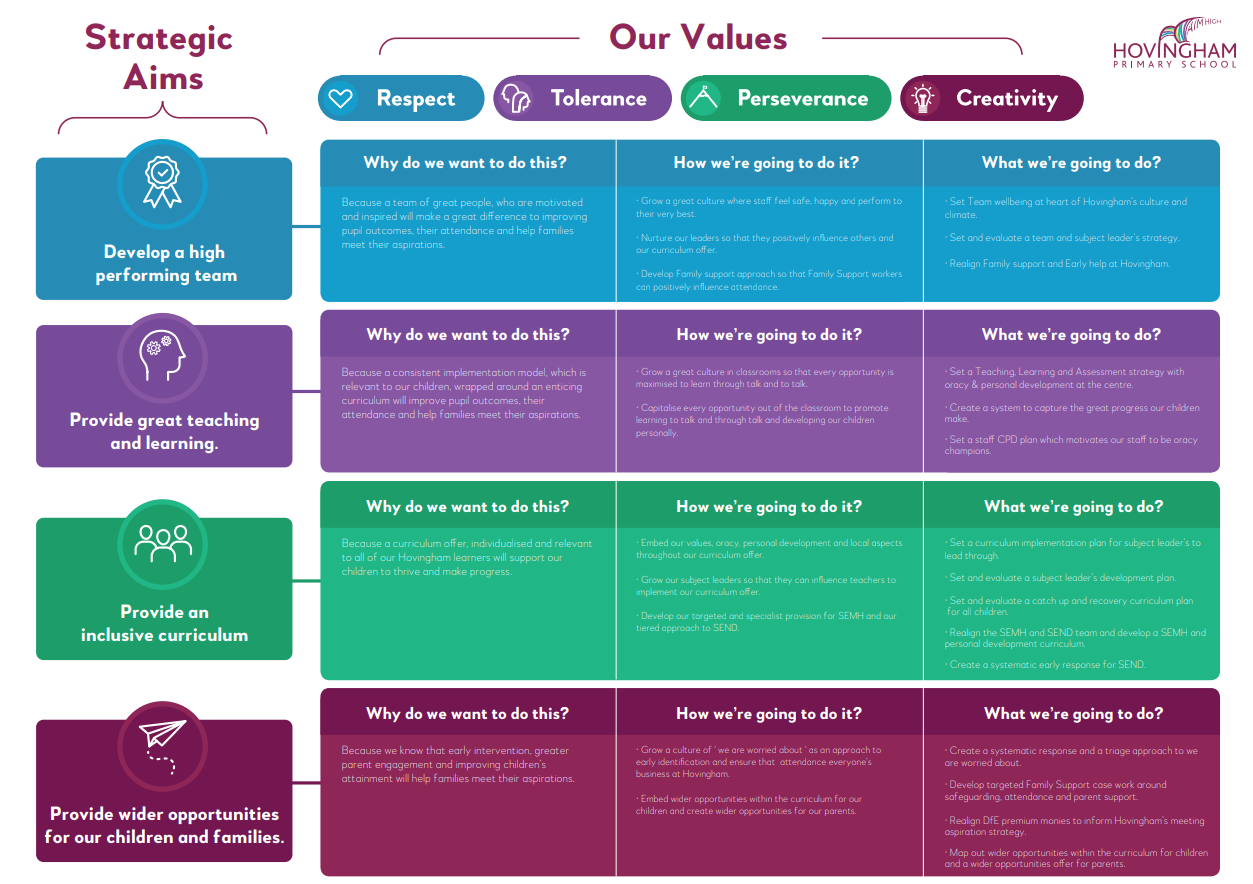 Strategic
Aims
Our Values
AIM HIGH
HOVINGHAM
PRIMARY SCHOOL
Respect
Tolerance
Perseverance
Creativity
Develop a high
performing team
Why do we want to do this?
Because a team of great people, who are motivated
and inspired will make a great difference to improving
pupil outcomes, their attendance and help families
meet their aspirations.
How we're going to do it?
· Grow a great culture where staff feel safe, happy and perform to
their very best.
· Nurture our leaders so that they positively influence others and
our curriculum offer.
· Develop Family support approach so that Family Support workers
can positively influence attendance.
What we're going to do?
· Set Team wellbeing at heart of Hovingham's culture and
climate.
· Set and evaluate a team and subject leader's strategy.
· Realign Family support and Early help at Hovingham.
Provide great teaching
and learning.
Why do we want to do this?
Because a consistent implementation model, which is
relevant to our children, wrapped around an enticing
curriculum will improve pupil outcomes, their
attendance and help families meet their aspirations.
How we're going to do it?
· Grow a great culture in classrooms so that every opportunity is
maximised to learn through talk and to talk.
· Capitalise every opportunity out of the classroom to promote
learning to talk and through talk and developing our children
personally.
What we're going to do?
· Set a Teaching, Learning and Assessment strategy with
oracy & personal development at the centre.
· Create a system to capture the great progress our children
make.
· Set a staff CPD plan which motivates our staff to be oracy
champions.
Provide an
inclusive curriculum
Why do we want to do this?
Because a curriculum offer, individualised and relevant
to all of our Hovingham learners will support our
children to thrive and make progress.
How we're going to do it?
· Embed our values, oracy, personal development and local aspects
throughout our curriculum offer.
· Grow our subject leaders so that they can influence teachers to
implement our curriculum offer.
· Develop our targeted and specialist provision for SEMH and our
tiered approach to SEND.
What we're going to do?
· Set a curriculum implementation plan for subject leader's to
lead through.
· Set and evaluate a subject leader's development plan.
· Set and evaluate a catch up and recovery curriculum plan
for all children.
· Realign the SEMH and SEND team and develop a SEMH and
personal development curriculum.
· Create a systematic early response for SEND.
Provide wider opportunities
for our children and families.
Why do we want to do this?
Because we know that early intervention, greater
parent engagement and improving children's
attainment will help families meet their aspirations.
How we're going to do it?
· Grow a culture of ' we are worried about ' as an approach to
early identification and ensure that attendance everyone's
business at Hovingham.
· Embed wider opportunities within the curriculum for our
children and create wider opportunities for our parents.
What we're going to do?
· Create a systematic response and a triage approach to we
are worried about.
· Develop targeted Family Support case work around
safeguarding, attendance and parent support.
· Realign DfE premium monies to inform Hovingham's meeting
aspiration strategy.
· Map out wider opportunities within the curriculum for children
and a wider opportunities offer for parents.